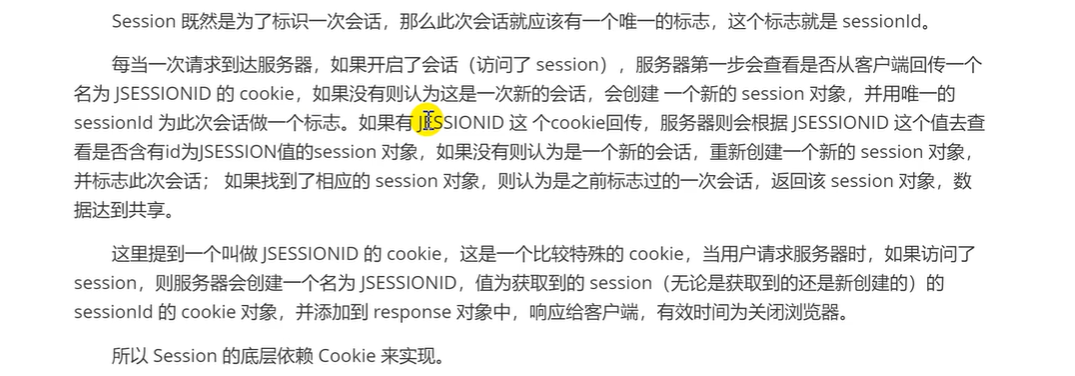 Session 既然是为了标识一次会话，那么此次会话就应该有一个唯一的标志，这个标志就是 sessionId。
每当一次请求到达服务器，如果开启了会话（访问了 session），服务器第一步会查看是否从客户端回传一个
名为 JSESSIONID 的 cookie，如果没有则认为这是一次新的会话，会创建 一个新的 session 对象，并用唯一的
sessionId 为此次会话做一个标志。如果有 JESSIONID 这 个cookie回传，服务器则会根据 JSESSIONID 这个值去查
看是否含有id为JSESSION值的session 对象，如果没有则认为是一个新的会话，重新创建一个新的 session 对象，
并标志此次会话； 如果找到了相应的 session 对象，则认为是之前标志过的一次会话，返回该 session 对象，数
据达到共享。
这里提到一个叫做 JSESSIONID 的 cookie，这是一个比较特殊的 cookie，当用户请求服务器时，如果访问了
session，则服务器会创建一个名为 JSESSIONID，值为获取到的 session（无论是获取到的还是新创建的）的
sessionId 的 cookie 对象，并添加到 response 对象中，响应给客户端，有效时间为关闭浏览器。
所以 Session 的底层依赖 Cookie 来实现。